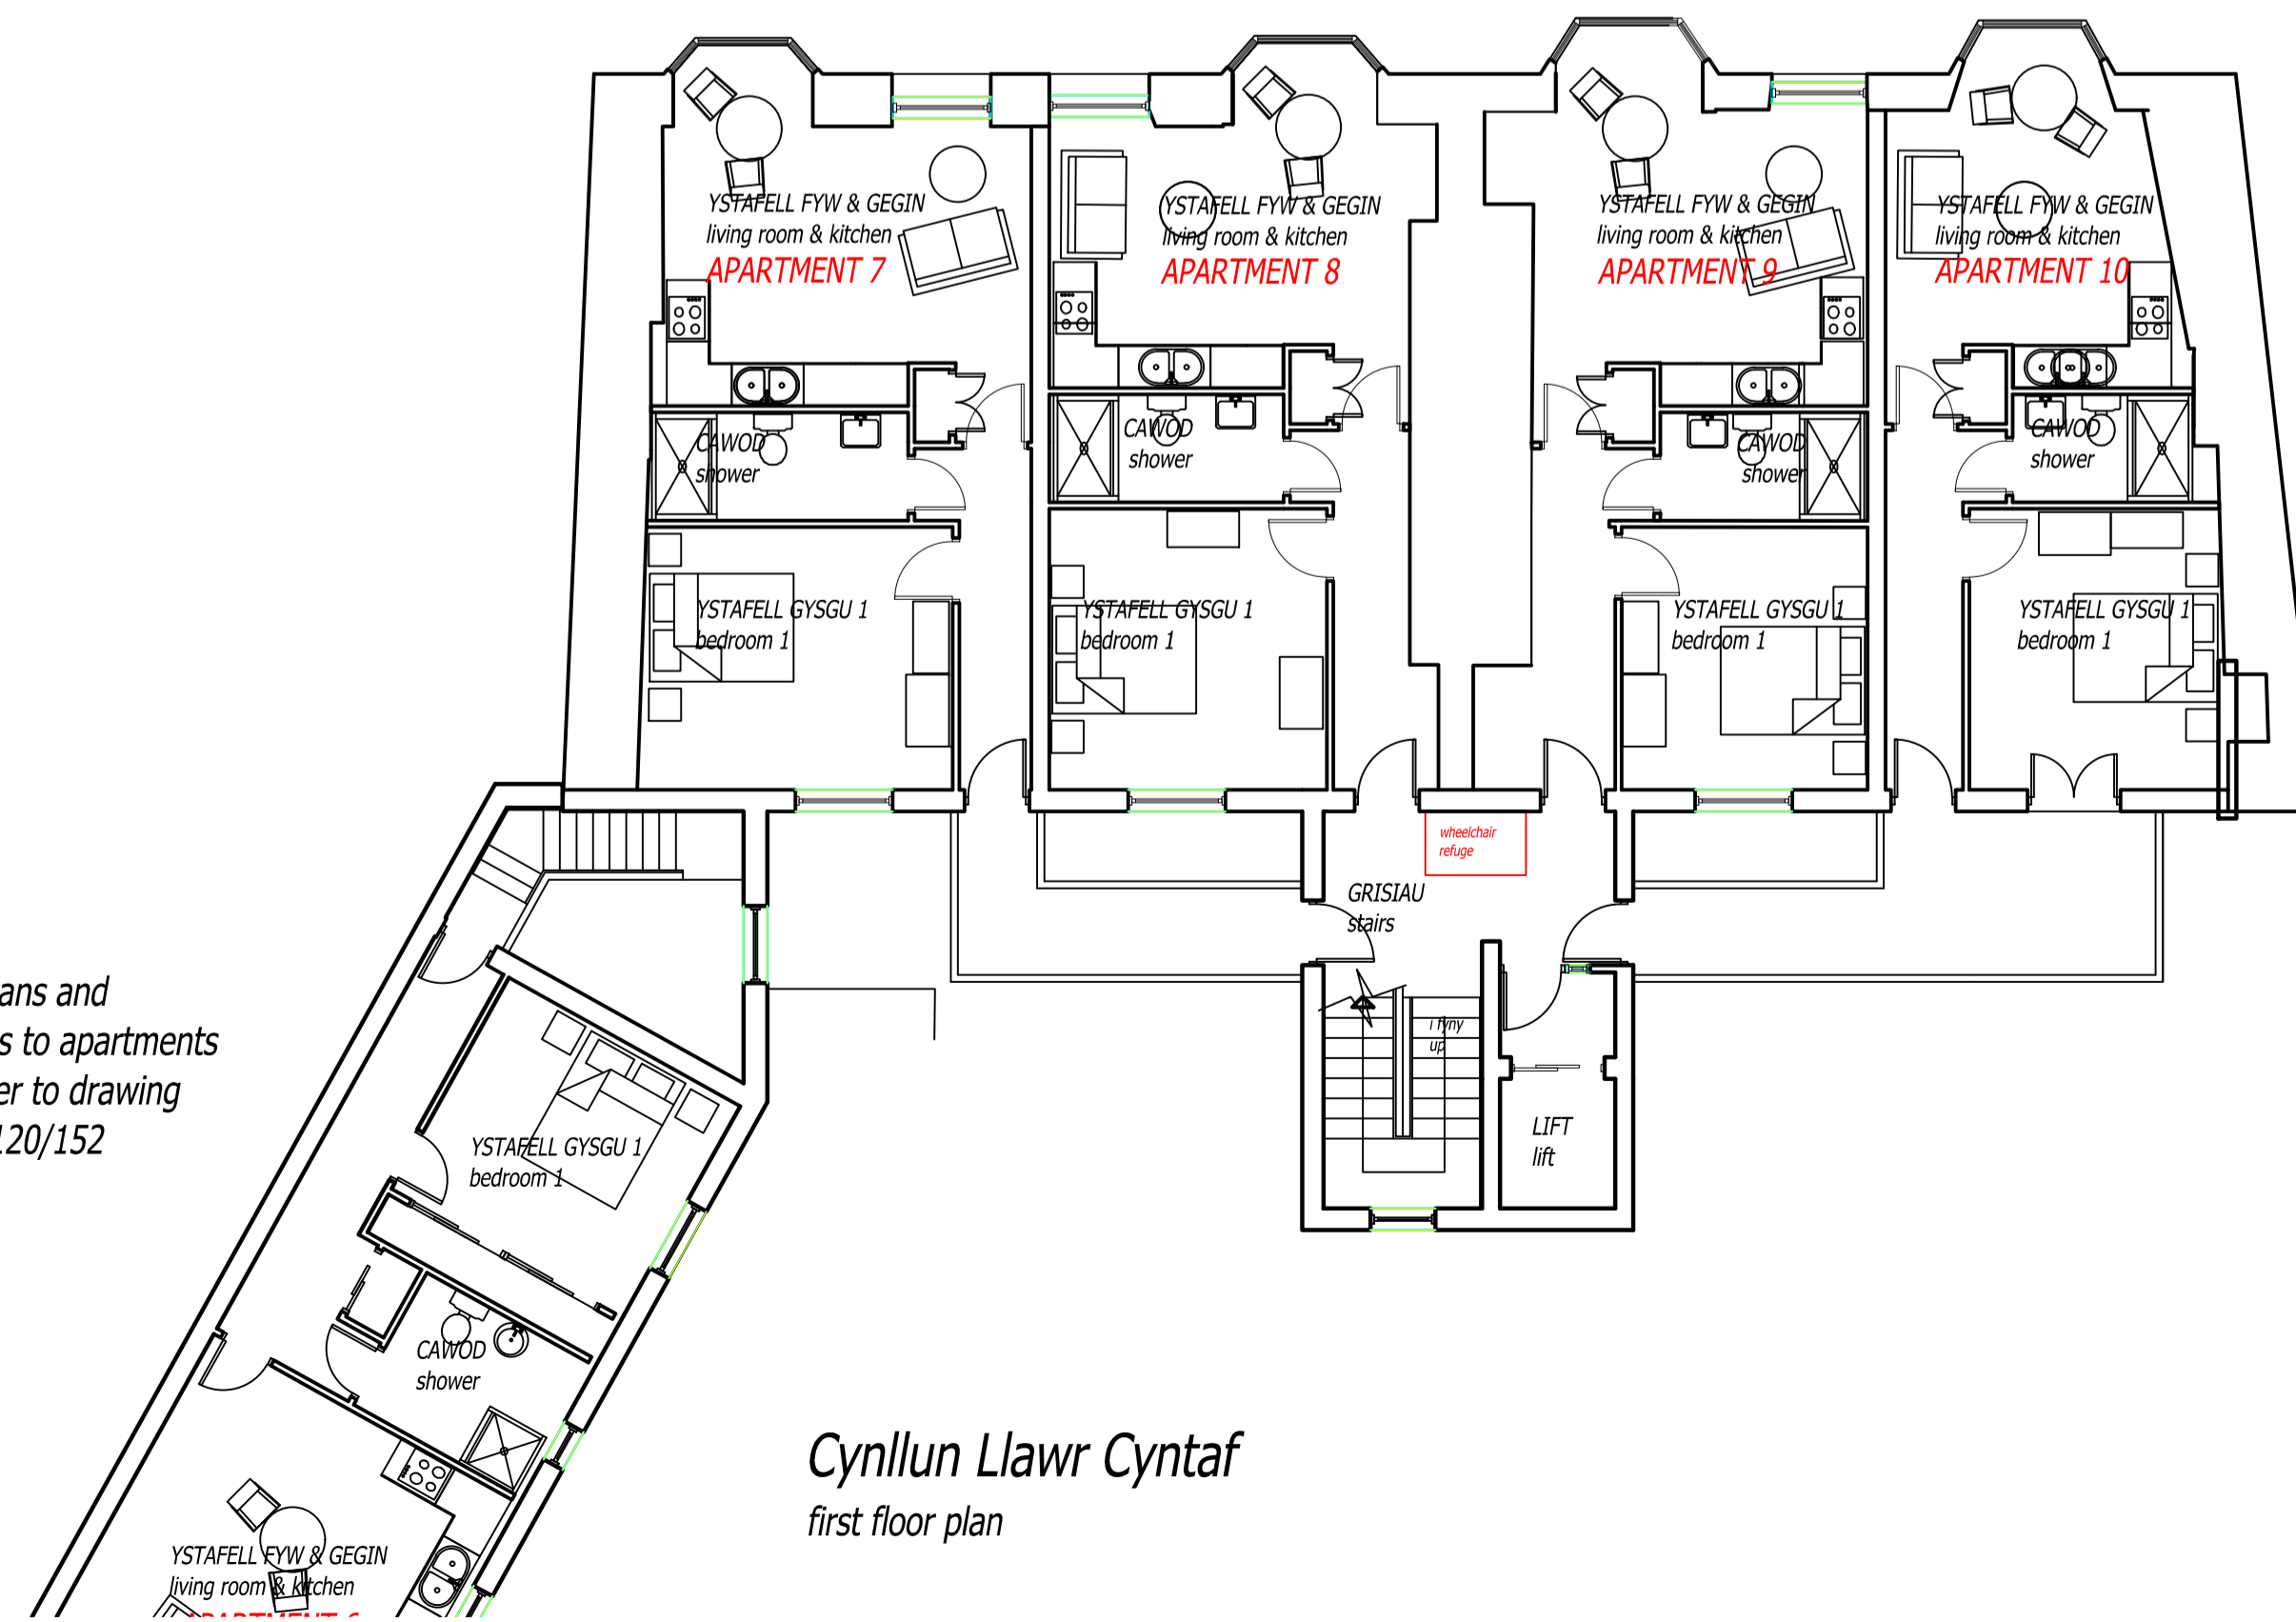 YSTAFELL FYW & GEGIN
living room & kitchen
APARTMENT 7
YSTAFELL FYW & GEGIN
living room & kitchen
APARTMENT 8
YSTAFELL FYW & GEGIN
living room & kitchen
APARTMENT 9
YSTAFELL FYW & GEGIN
living room & kitchen
APARTMENT 10
CAWOD
shower
CAWOD
shower
CAWOD
shower
CAWOD
shower
YSTAFELL GYSGU 1
bedroom 1
YSTAFELL GYSGU 1
bedroom 1
YSTAFELL GYSGU 1
bedroom 1
YSTAFELL GYSGU 1
bedroom 1
wheelchair
refuge
GRISIAU
stairs
i fyny
up
LIFT
lift
ans and
s to apartments
er to drawing
120/152
YSTAFELL GYSGU 1
bedroom 1
CAWOD
shower
YSTAFELL FYW & GEGIN
living room & kitchen
APARTMENT 6
Cynllun Llawr Cyntaf
first floor plan